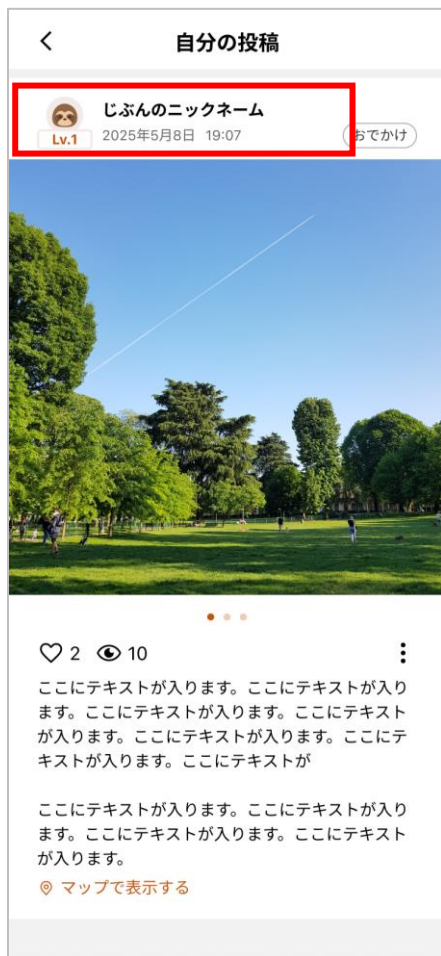 自分の投稿
じぶんのニックネーム
Lv.1
2025年5月8日 19:07
おでかけ
2
10
ここにテキストが入ります。ここにテキストが入り
ます。ここにテキストが入ります。ここにテキスト
が入ります。ここにテキストが入ります。ここにテ
キストが入ります。ここにテキストが
ここにテキストが入ります。ここにテキストが入り
ます。ここにテキストが入ります。ここにテキスト
が入ります。
マップで表示する